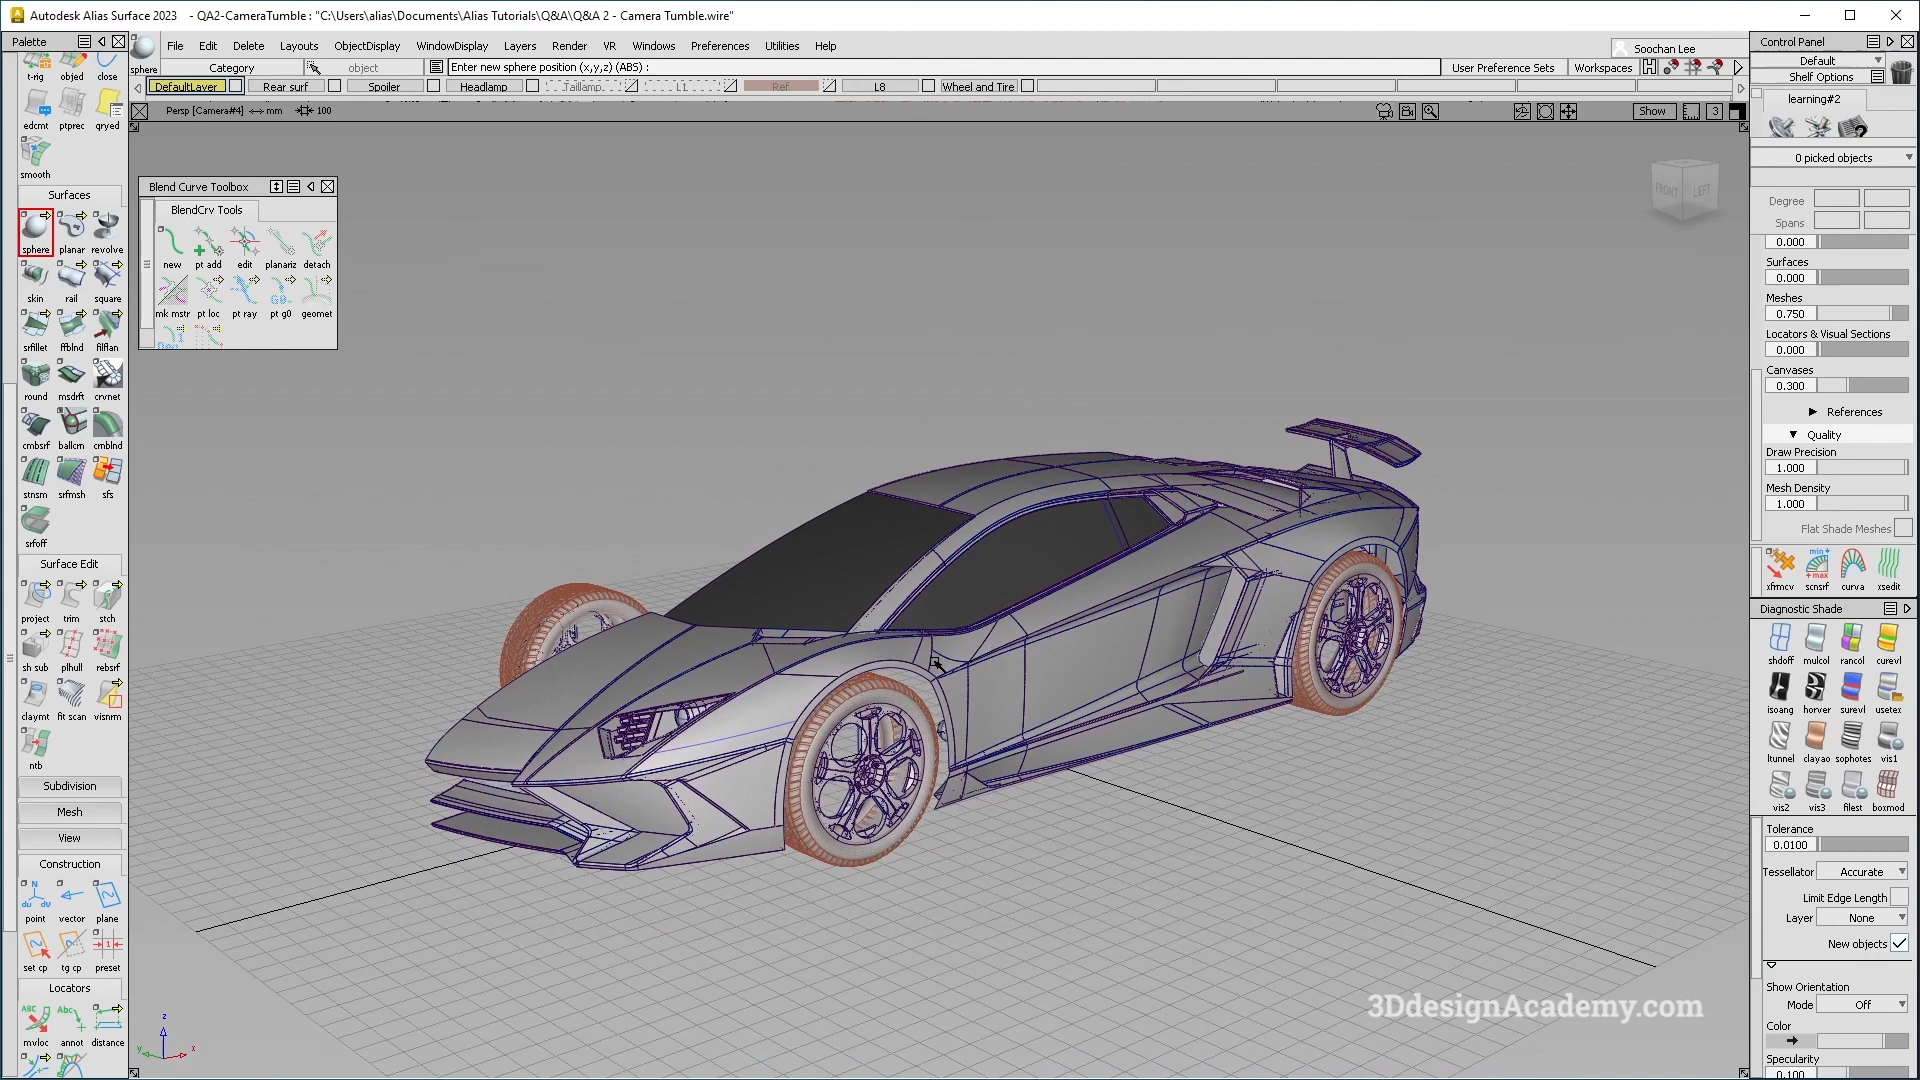 Autodesk Alias Surface 2023 - QA2-CameraTumble : "C:\Users\alias\Documents\Alias Tutorials\Q&A\Q&A 2 - Camera Tumble.wire"
Palette
sphere
File Edit Delete Layouts ObjectDisplay WindowDisplay Layers Render VR Windows Preferences Utilities Help
Soochan Lee
Category
object
Enter new sphere position (x,y,z) (ABS) :
User Preference Sets
Workspaces
DefaultLayer Rear surf Spoiler Headlamp Taillamp L1 Ref L8 Wheel and Tire
Persp [Camera#4] <-> mm 100
Show
3
t-rig objed close
edcmt ptprec qryed
smooth
Surfaces
sphere planar revolve
skin rail square
srfillet ffblnd filflan
round msdrft crvnet
cmbsrf ballcrn crnblnd
stnsm srfmsh sfs
srfoff
Surface Edit
project trim stch
sh sub plhull rebsrf
claymt fit scan visnrm
ntb
Subdivision
Mesh
View
Construction
point vector plane
set cp tg cp preset
Locators
mvloc annot distance
Blend Curve Toolbox
BlendCrv Tools
new pt add edit planariz detach
mk mstr pt loc pt ray pt g0 geomet
FRONT LEFT
z
y
x
3DdesignAcademy.com
Control Panel
Default
Shelf Options
learning#2
0 picked objects
Degree
Spans
0.000
Surfaces
0.000
Meshes
0.750
Locators & Visual Sections
0.000
Canvases
0.300
References
Quality
Draw Precision
1.000
Mesh Density
1.000
Flat Shade Meshes
xfrmcv scnsrf curva xsedit
Diagnostic Shade
shdoff mulcol rancol curevl
isoang horver surevl usetex
ltunnel clayao sophotes vis1
vis2 vis3 filest boxmod
Tolerance
0.0100
Tessellator Accurate
Limit Edge Length
Layer None
New objects
Show Orientation
Mode Off
Color
Specularity
0.100